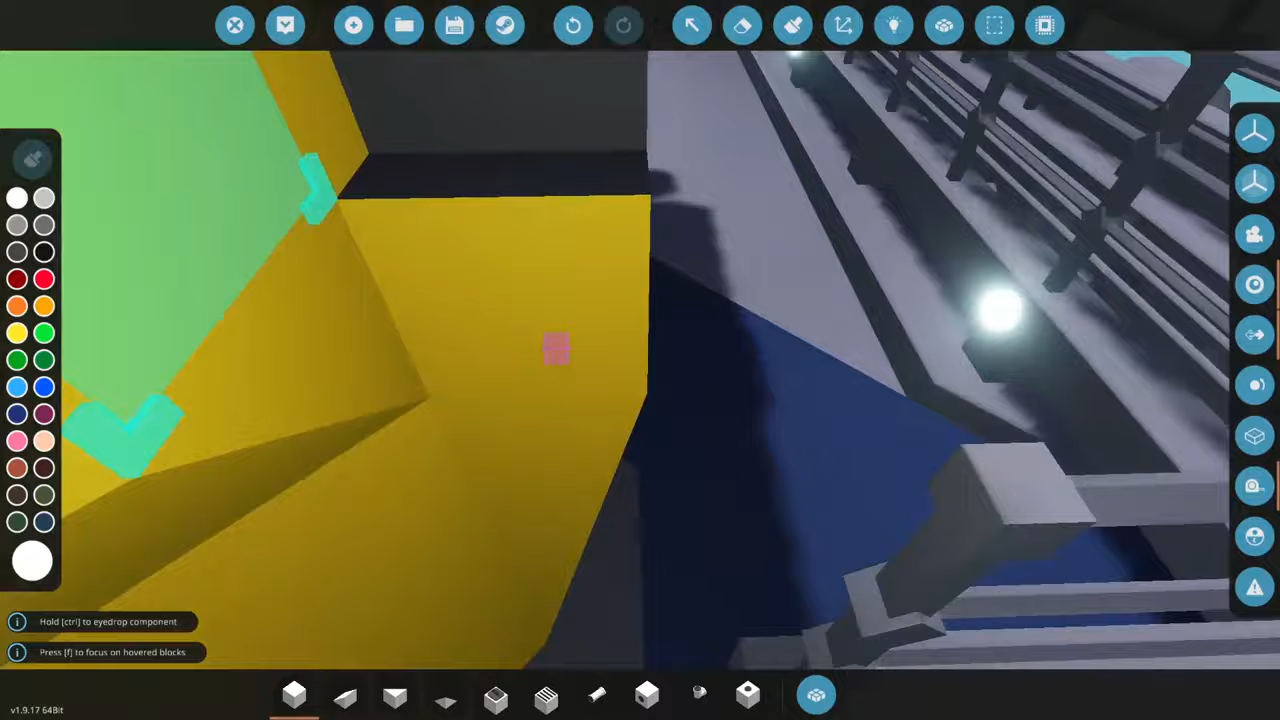 Hold [ctrl] to eyedrop component
Press [f] to focus on hovered blocks
v1.9.17 64Bit